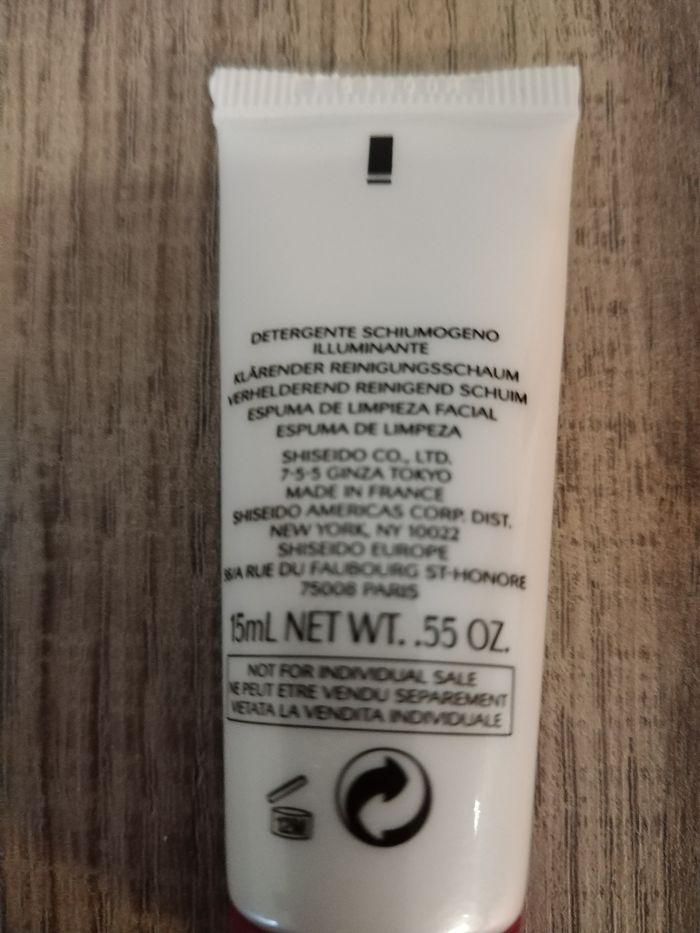 DETERGENTE SCHIUMOGENO
ILLUMINANTE
KLÄRENDER REINIGUNGSSCHAUM
VERHELDEREND REINIGEND SCHUIM
ESPUMA DE LIMPIEZA FACIAL
ESPUMA DE LIMPEZA
SHISEIDO CO., LTD.
7-5-5 GINZA TOKYO
MADE IN FRANCE
SHISEIDO AMERICAS CORP. DIST.
NEW YORK, NY 10022
SHISEIDO EUROPE
RUE DU FAUBOURG ST-HONORE
75008 PARIS
15mL NET WT. .55 OZ.
NOT FOR INDIVIDUAL SALE
NE PEUT ETRE VENDU SEPAREMENT
VIETATA LA VENDITA INDIVIDUALE
12M